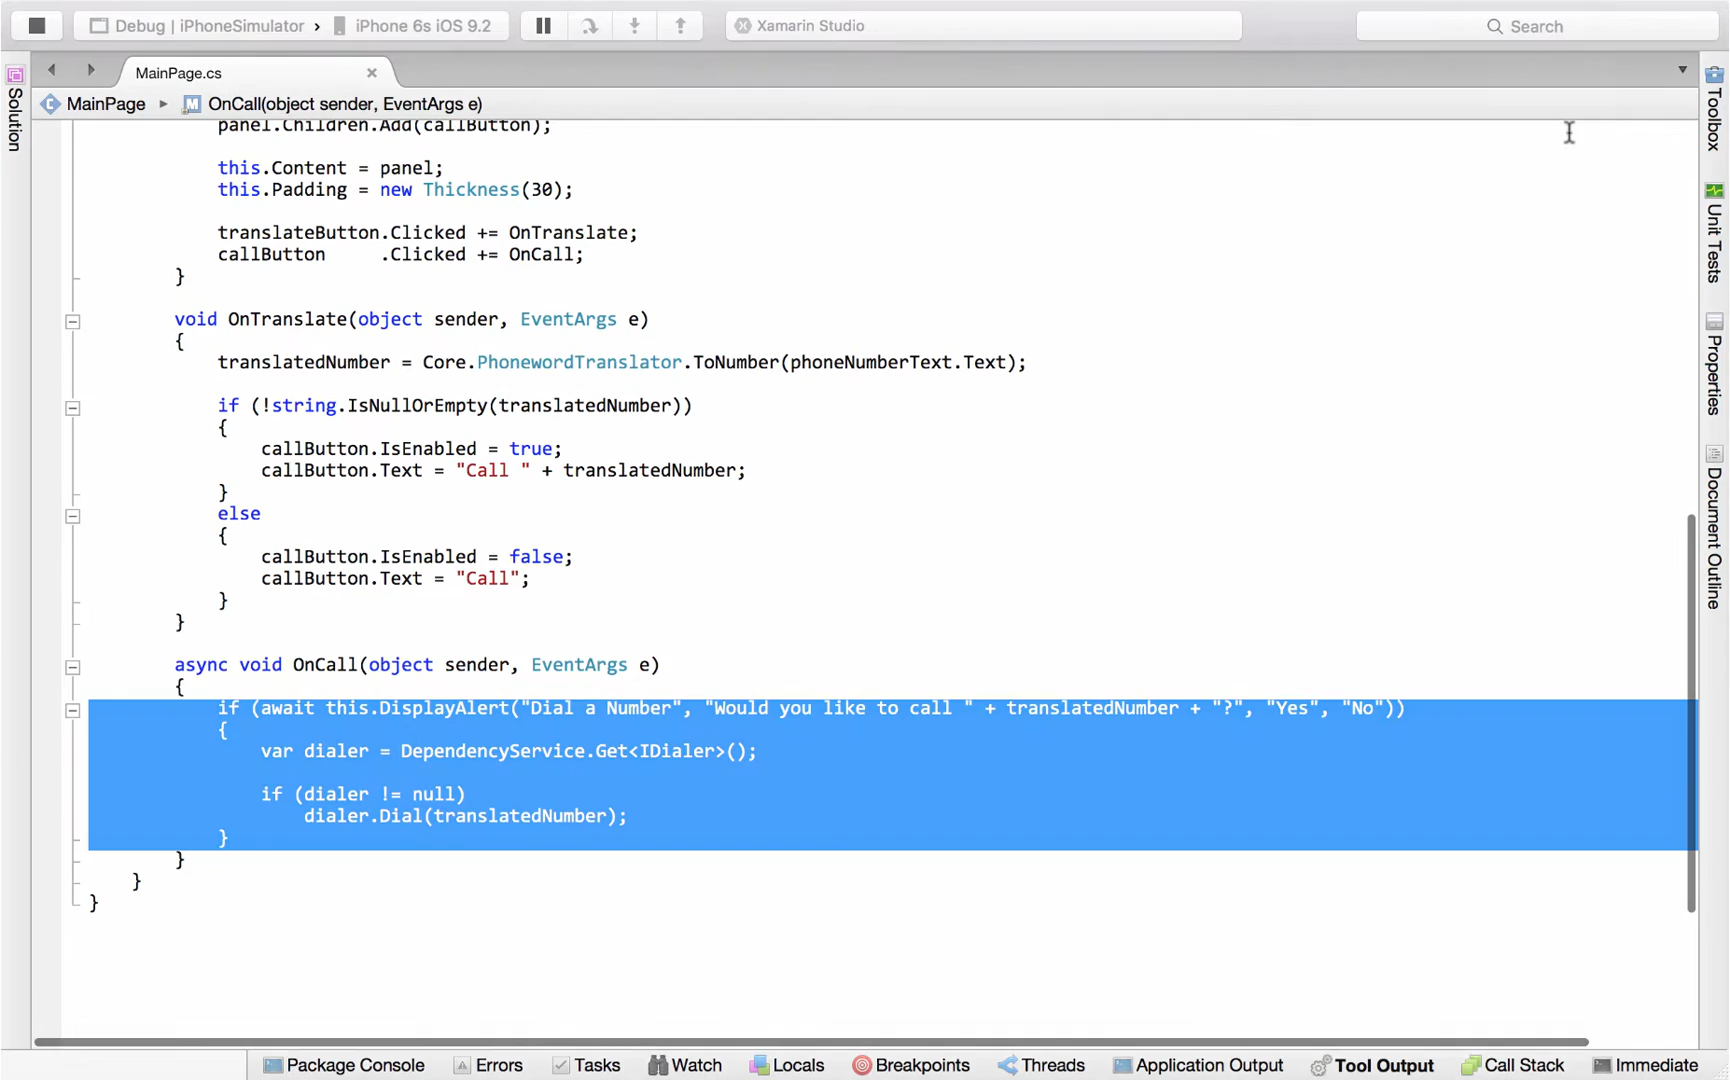 Debug | iPhoneSimulator › iPhone 6s iOS 9.2
Xamarin Studio
Search
MainPage.cs
MainPage ▸ OnCall(object sender, EventArgs e)
Solution
panel.Children.Add(callButton);
this.Content = panel;
this.Padding = new Thickness(30);
translateButton.Clicked += OnTranslate;
callButton     .Clicked += OnCall;
}
void OnTranslate(object sender, EventArgs e)
{
translatedNumber = Core.PhonewordTranslator.ToNumber(phoneNumberText.Text);
if (!string.IsNullOrEmpty(translatedNumber))
{
callButton.IsEnabled = true;
callButton.Text = "Call " + translatedNumber;
}
else
{
callButton.IsEnabled = false;
callButton.Text = "Call";
}
}
async void OnCall(object sender, EventArgs e)
{
if (await this.DisplayAlert("Dial a Number", "Would you like to call " + translatedNumber + "?", "Yes", "No"))
{
var dialer = DependencyService.Get<IDialer>();
if (dialer != null)
dialer.Dial(translatedNumber);
}
}
}
}
Toolbox
Unit Tests
Properties
Document Outline
Package Console
Errors
Tasks
Watch
Locals
Breakpoints
Threads
Application Output
Tool Output
Call Stack
Immediate